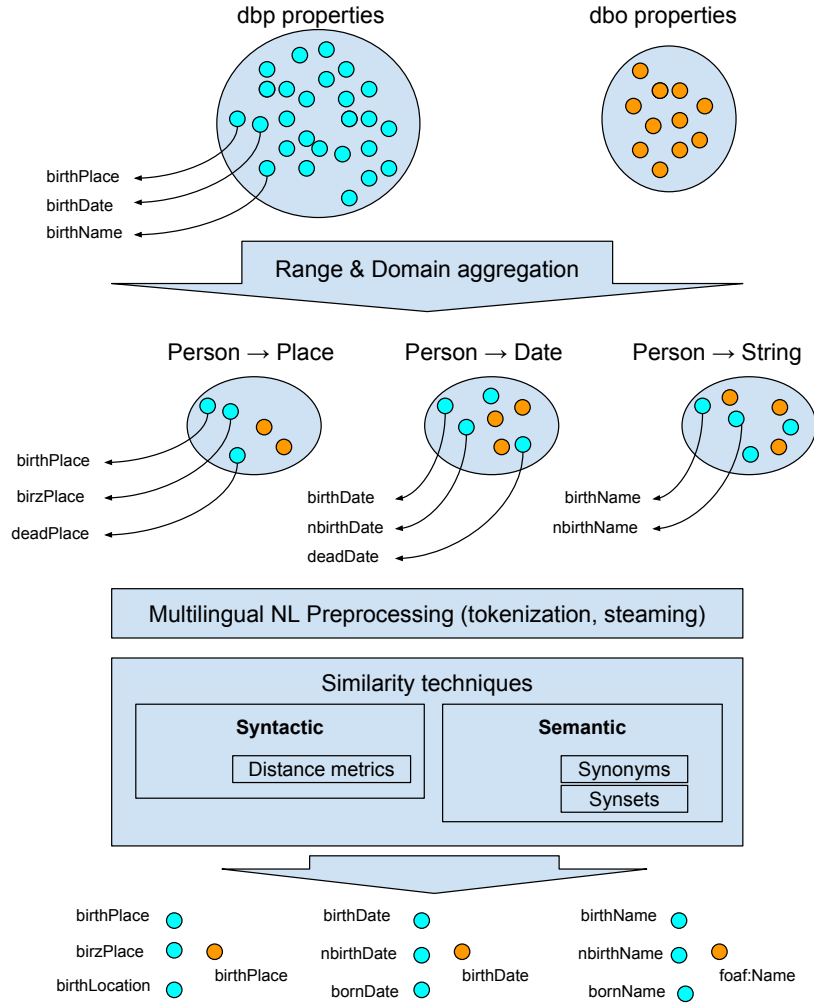 dbp properties
dbo properties
birthPlace
birthDate
birthName
Range & Domain aggregation
Person → Place
Person → Date
Person → String
birthPlace
birzPlace
deadPlace
birthDate
nbirthDate
deadDate
birthName
nbirthName
Multilingual NL Preprocessing (tokenization, steaming)
Similarity techniques
Syntactic
Distance metrics
Semantic
Synonyms
Synsets
birthPlace
birzPlace
birthLocation
birthPlace
birthDate
nbirthDate
bornDate
birthDate
birthName
nbirthName
bornName
foaf:Name